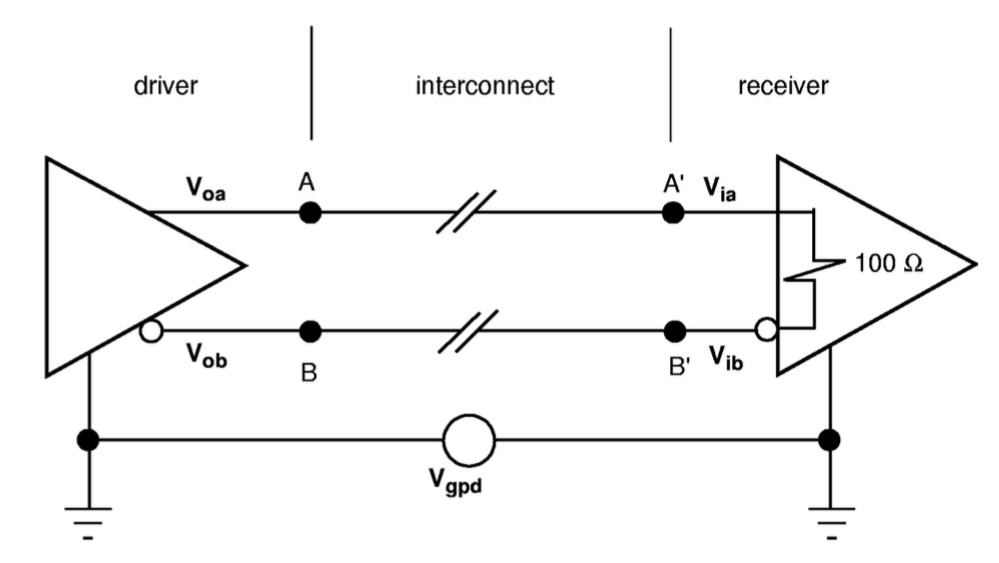 driver interconnect receiver
Voa A A' Via
100 Ω
Vob B B' Vib
Vgpd